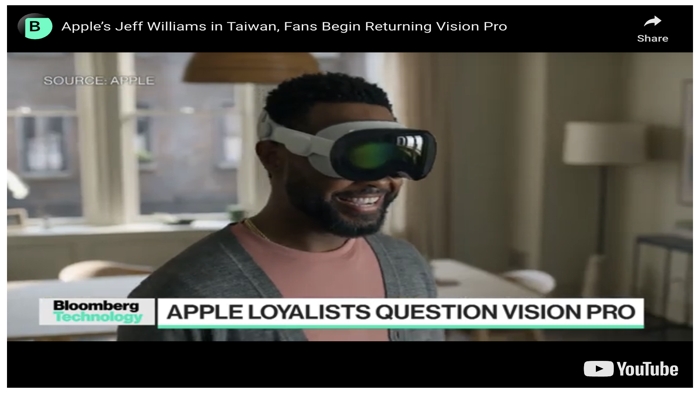 B
Apple's Jeff Williams in Taiwan, Fans Begin Returning Vision Pro
Share
SOURCE: APPLE
Bloomberg
Technology
APPLE LOYALISTS QUESTION VISION PRO
YouTube